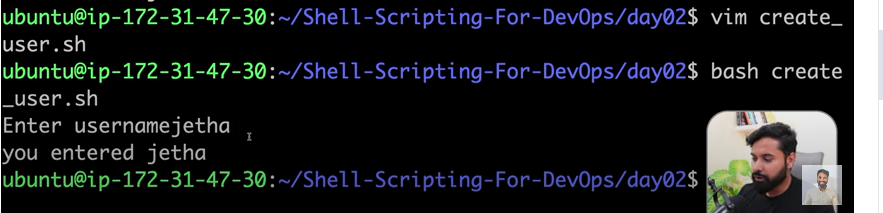 ubuntu@ip-172-31-47-30:~/Shell-Scripting-For-DevOps/day02$ vim create_
user.sh
ubuntu@ip-172-31-47-30:~/Shell-Scripting-For-DevOps/day02$ bash create
_user.sh
Enter usernamejetha
you entered jetha
ubuntu@ip-172-31-47-30:~/Shell-Scripting-For-DevOps/day02$